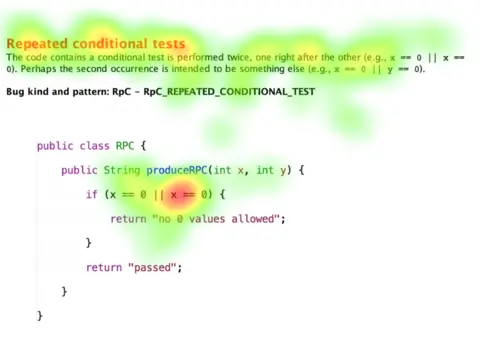 Repeated conditional tests
The code contains a conditional test is performed twice, one right after the other (e.g., x == 0 || x ==
0). Perhaps the second occurrence is intended to be something else (e.g., x == 0 || y == 0).
Bug kind and pattern: RpC - RpC_REPEATED_CONDITIONAL_TEST
public class RPC {
public String produceRPC(int x, int y) {
if (x == 0 || x == 0) {
return "no 0 values allowed";
}
return "passed";
}
}